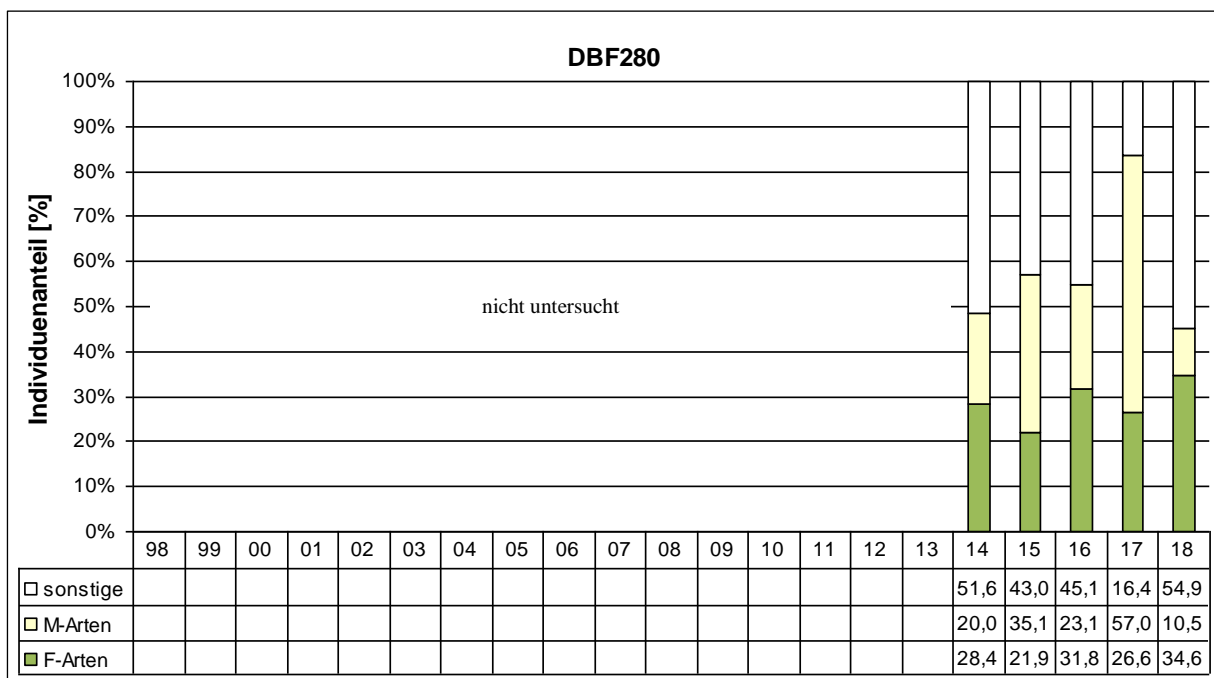 DBF280
Individuenanteil [%]
100%
90%
80%
70%
60%
50%
40%
30%
20%
10%
0%
nicht untersucht
98 99 00 01 02 03 04 05 06 07 08 09 10 11 12 13 14 15 16 17 18
sonstige 51,6 43,0 45,1 16,4 54,9
M-Arten 20,0 35,1 23,1 57,0 10,5
F-Arten 28,4 21,9 31,8 26,6 34,6